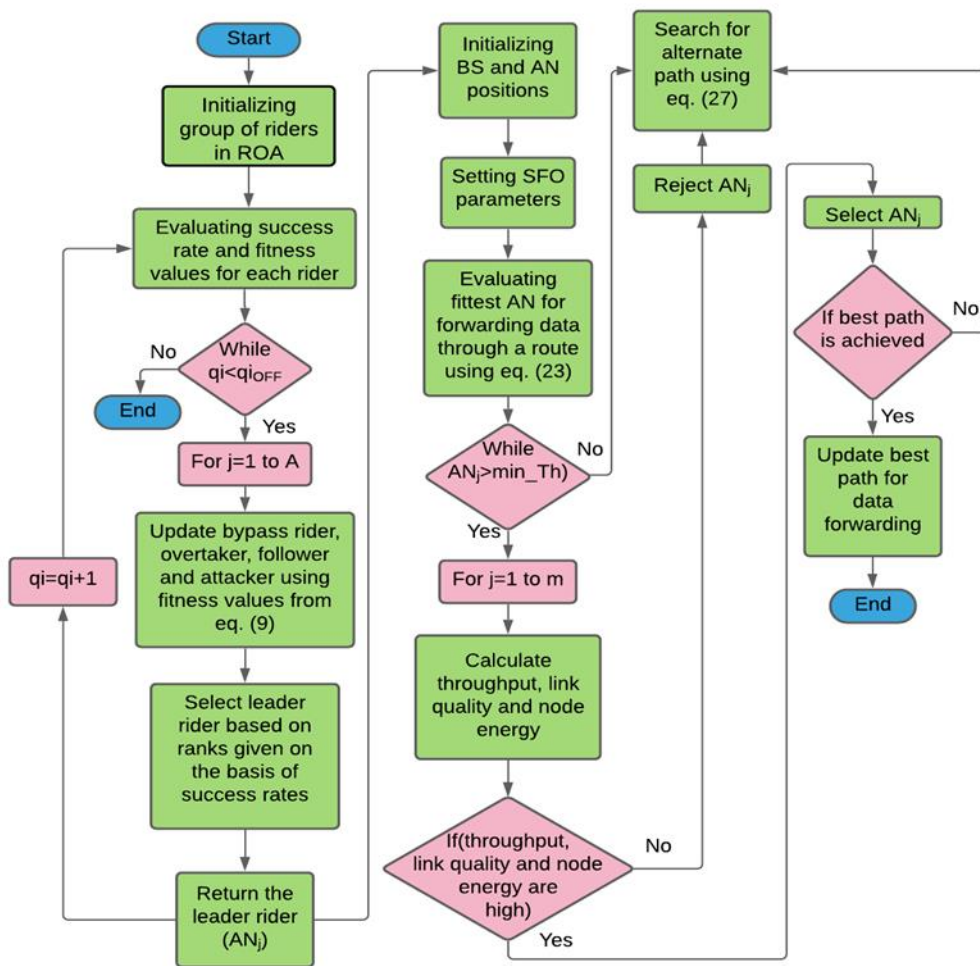 Start
Initializing
group of riders
in ROA
Evaluating success
rate and fitness
values for each rider
No
While
qi<qi_OFF
End
Yes
For j=1 to A
Update bypass rider,
overtaker, follower
and attacker using
fitness values from
eq. (9)
qi=qi+1
Select leader
rider based on
ranks given on
the basis of
success rates
Return the
leader rider
(AN_j)
Initializing
BS and AN
positions
Setting SFO
parameters
Evaluating
fittest AN for
forwarding data
through a route
using eq. (23)
While
AN_j>min_Th)
No
Yes
For j=1 to m
Calculate
throughput, link
quality and node
energy
If(throughput,
link quality and node
energy are
high)
No
Yes
Search for
alternate
path using
eq. (27)
Reject AN_j
Select AN_j
If best path
is achieved
No
Yes
Update best
path for
data
forwarding
End